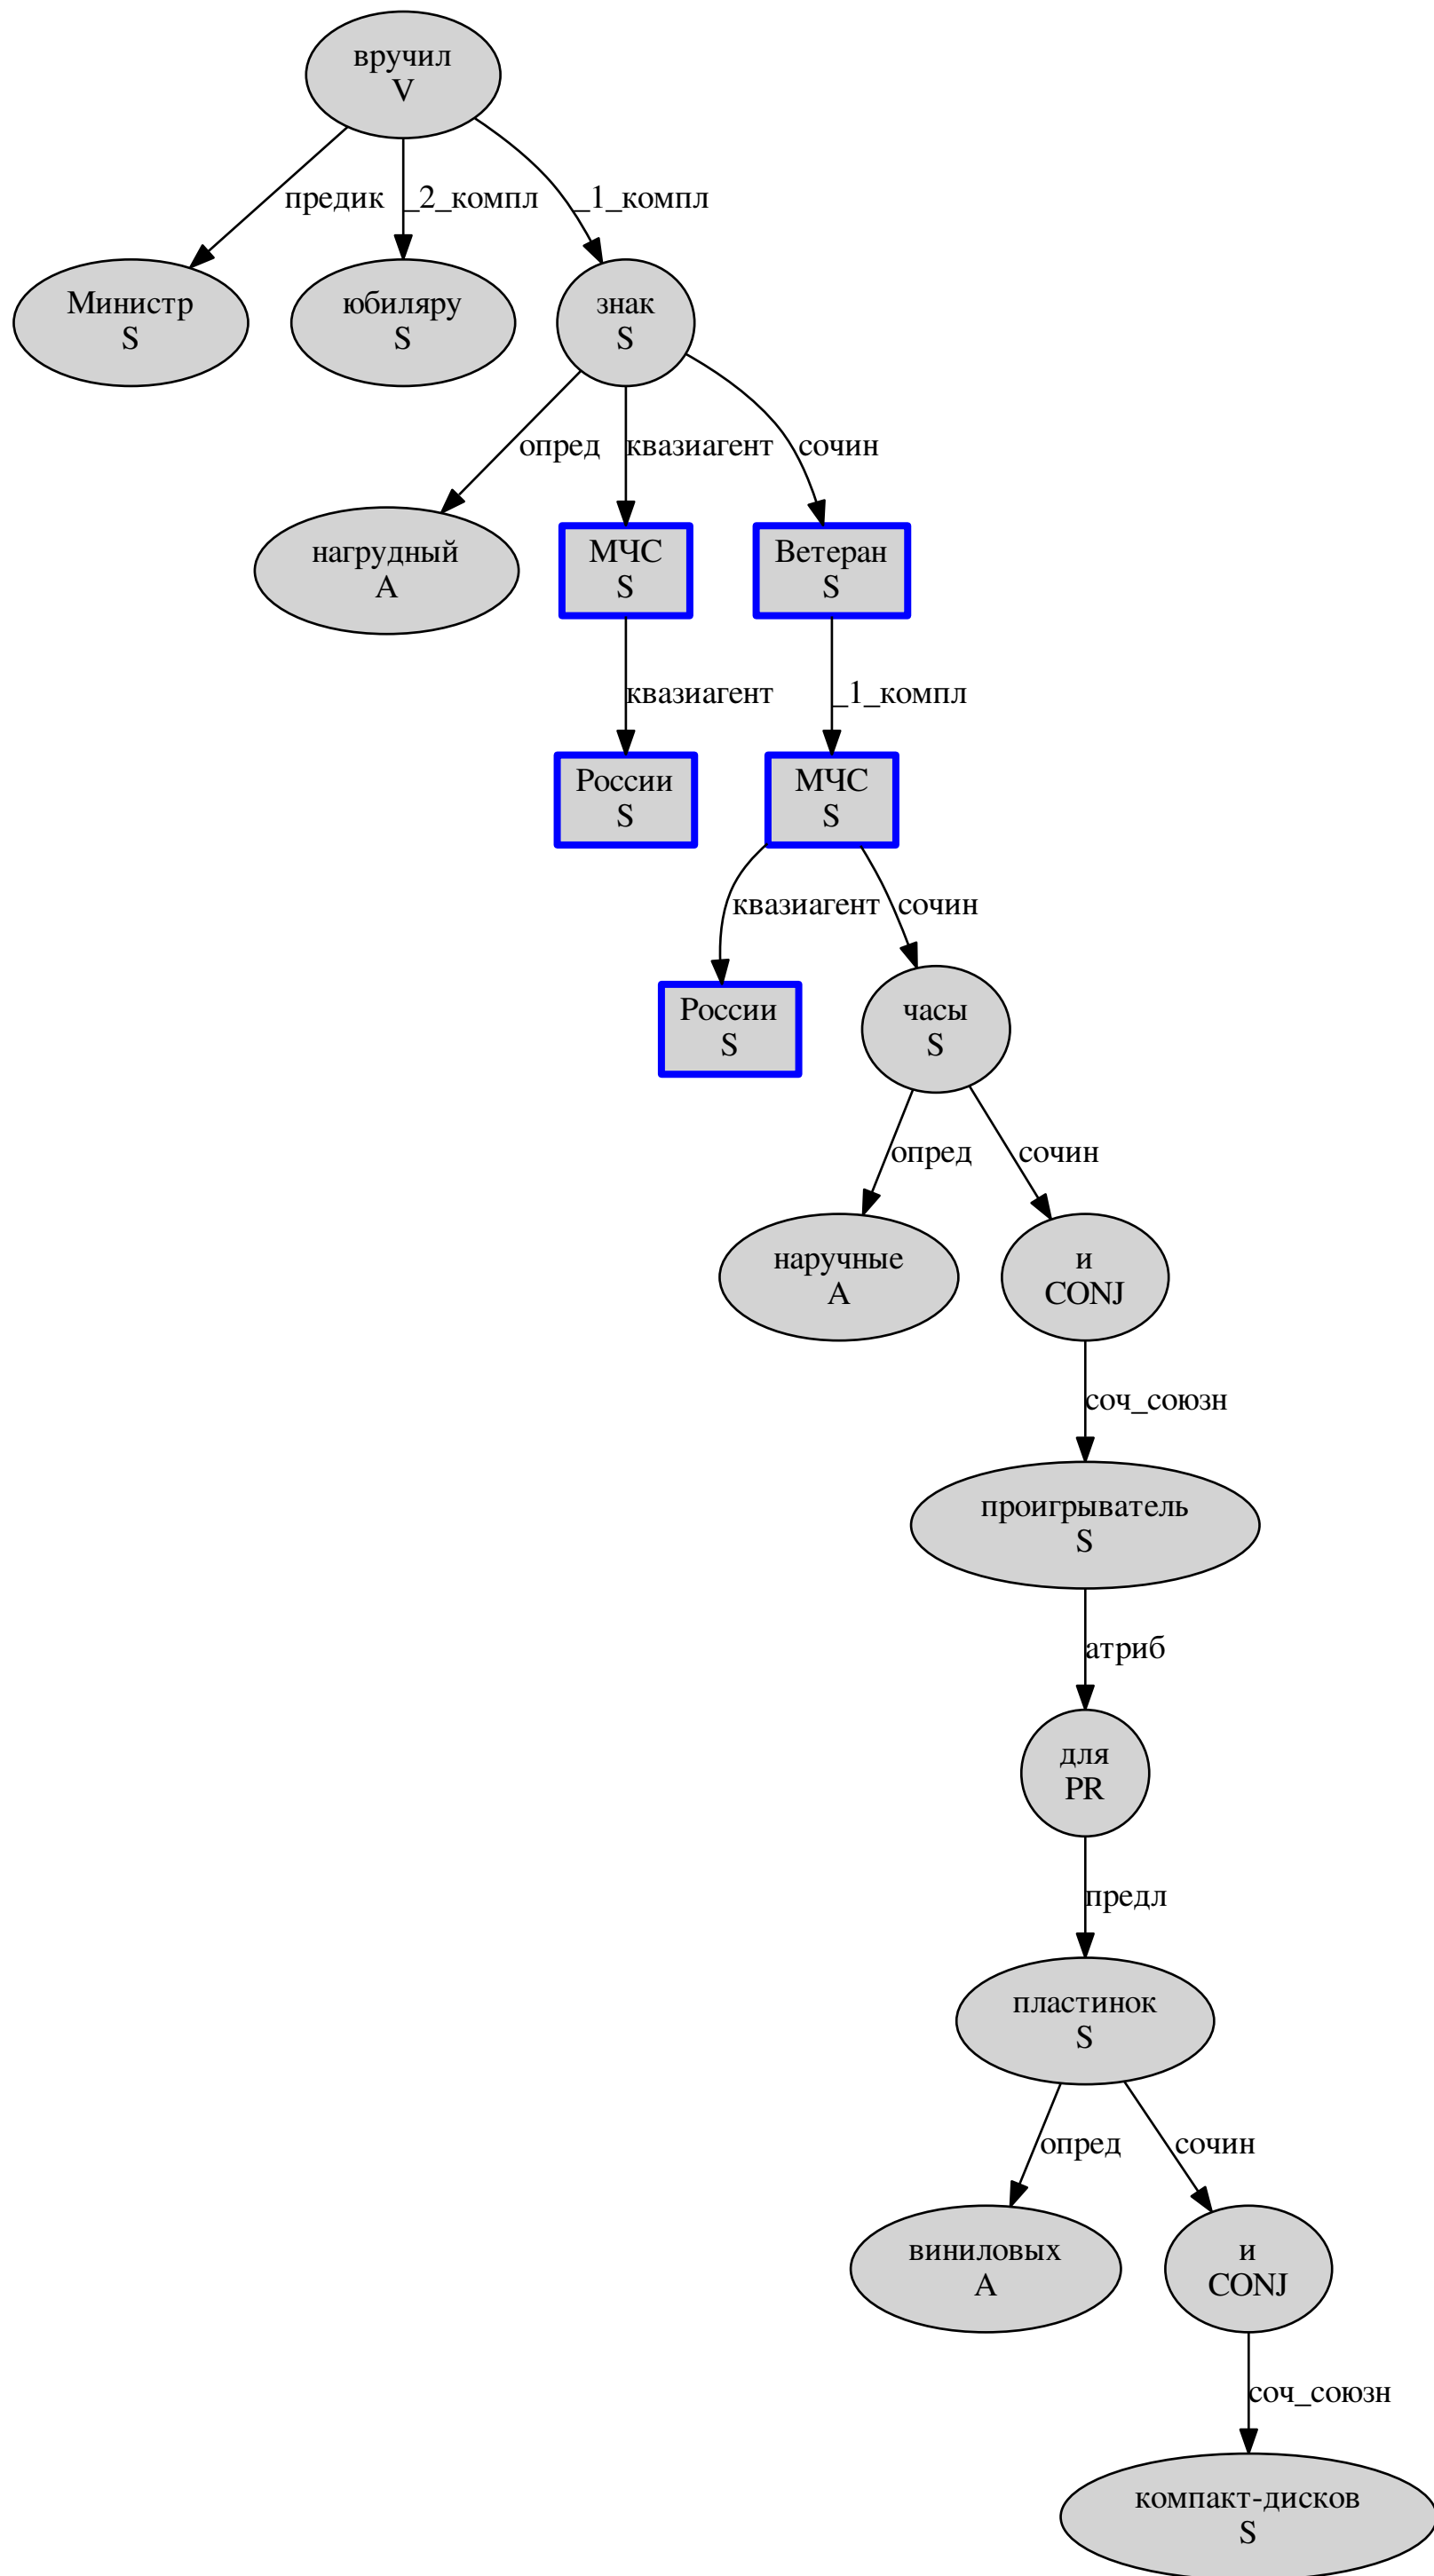 вручил
V
предик
_2_компл
_1_компл
Министр
S
юбиляру
S
знак
S
опред
квазиагент
сочин
нагрудный
A
МЧС
S
Ветеран
S
квазиагент
_1_компл
России
S
МЧС
S
квазиагент
сочин
России
S
часы
S
опред
сочин
наручные
A
и
CONJ
соч_союзн
проигрыватель
S
атриб
для
PR
предл
пластинок
S
опред
сочин
виниловых
A
и
CONJ
соч_союзн
компакт-дисков
S